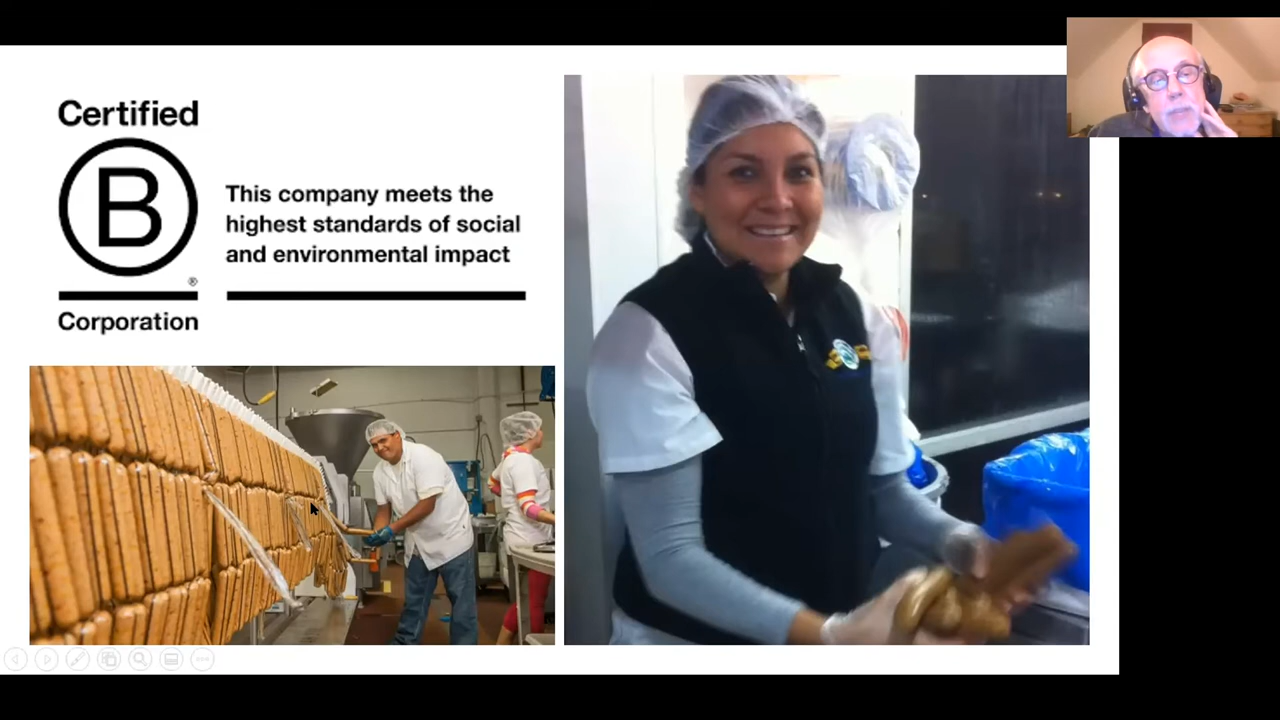 Certified
B
®
Corporation
This company meets the
highest standards of social
and environmental impact